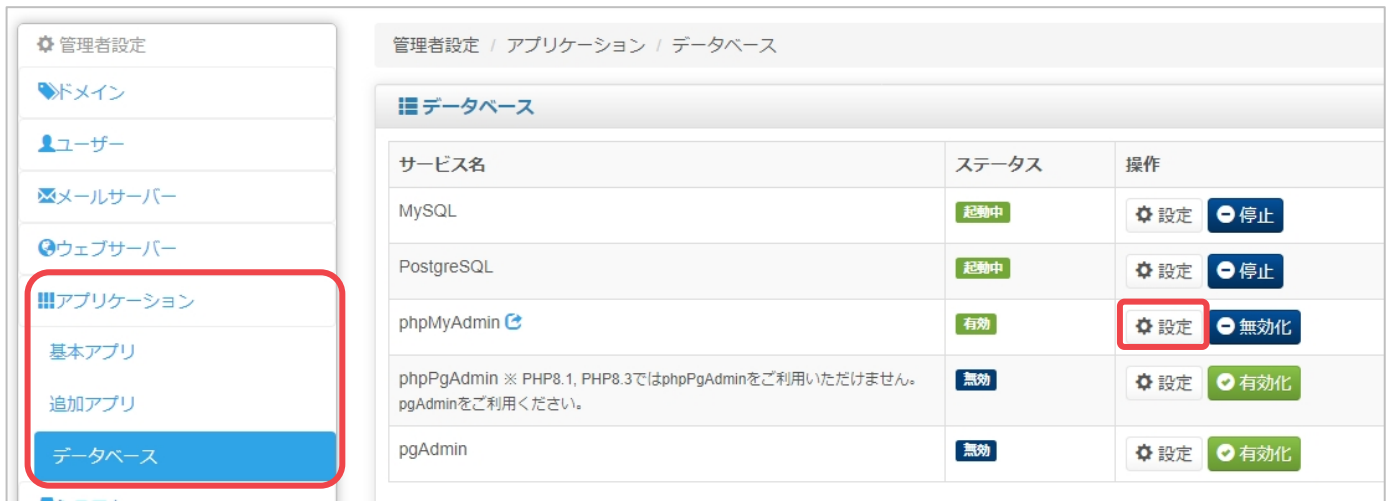 管理者設定
ドメイン
ユーザー
メールサーバー
ウェブサーバー
アプリケーション
基本アプリ
追加アプリ
データベース
管理者設定 / アプリケーション / データベース
データベース
サービス名 ステータス 操作
MySQL 起動中 設定 停止
PostgreSQL 起動中 設定 停止
phpMyAdmin 有効 設定 無効化
phpPgAdmin ※ PHP8.1, PHP8.3ではphpPgAdminをご利用いただけません。 無効 設定 有効化
pgAdminをご利用ください。
pgAdmin 無効 設定 有効化